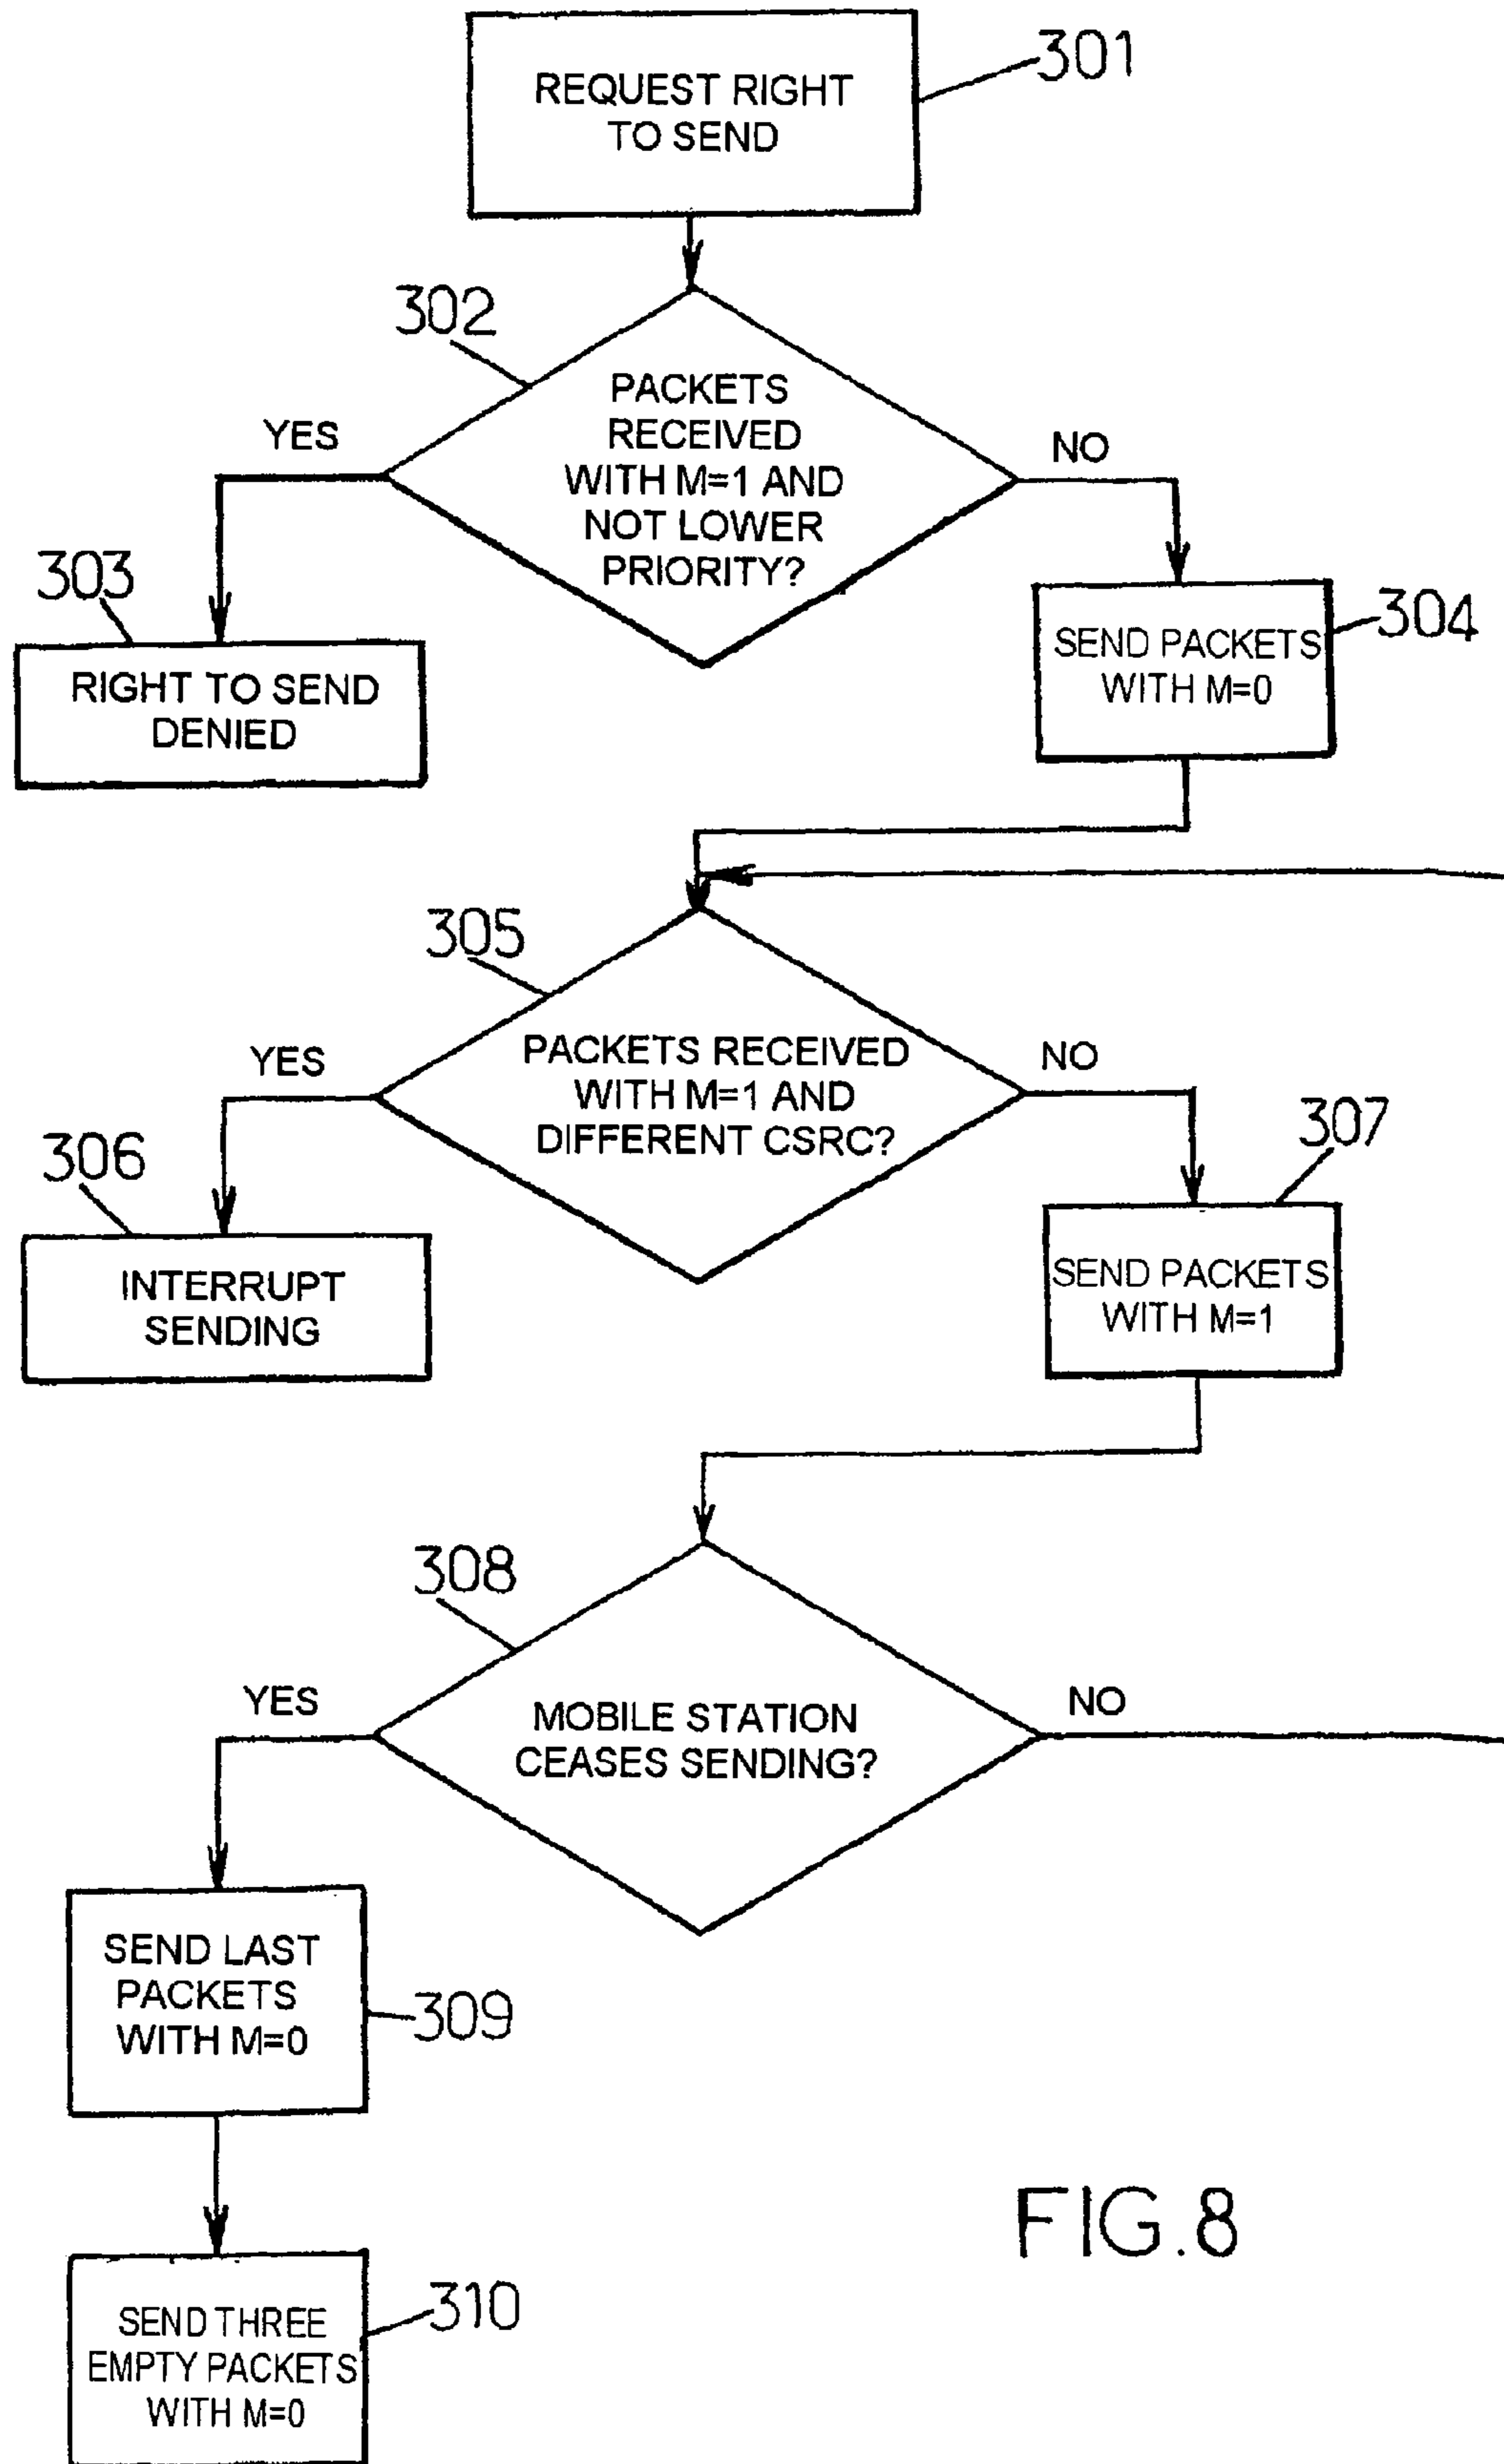 301
REQUEST RIGHT
TO SEND
302
PACKETS
RECEIVED
WITH M=1 AND
NOT LOWER
PRIORITY?
YES
NO
303
RIGHT TO SEND
DENIED
304
SEND PACKETS
WITH M=0
305
PACKETS RECEIVED
WITH M=1 AND
DIFFERENT CSRC?
YES
NO
306
INTERRUPT
SENDING
307
SEND PACKETS
WITH M=1
308
MOBILE STATION
CEASES SENDING?
YES
NO
SEND LAST
PACKETS
WITH M=0
309
SEND THREE
EMPTY PACKETS
WITH M=0
310
FIG.8